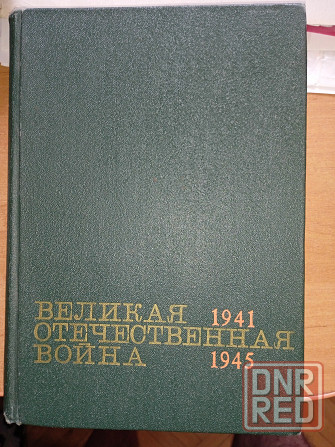 ВЕЛИКАЯ 1941
ОТЕЧЕСТВЕННАЯ
ВОЙНА 1945
DNR
RED